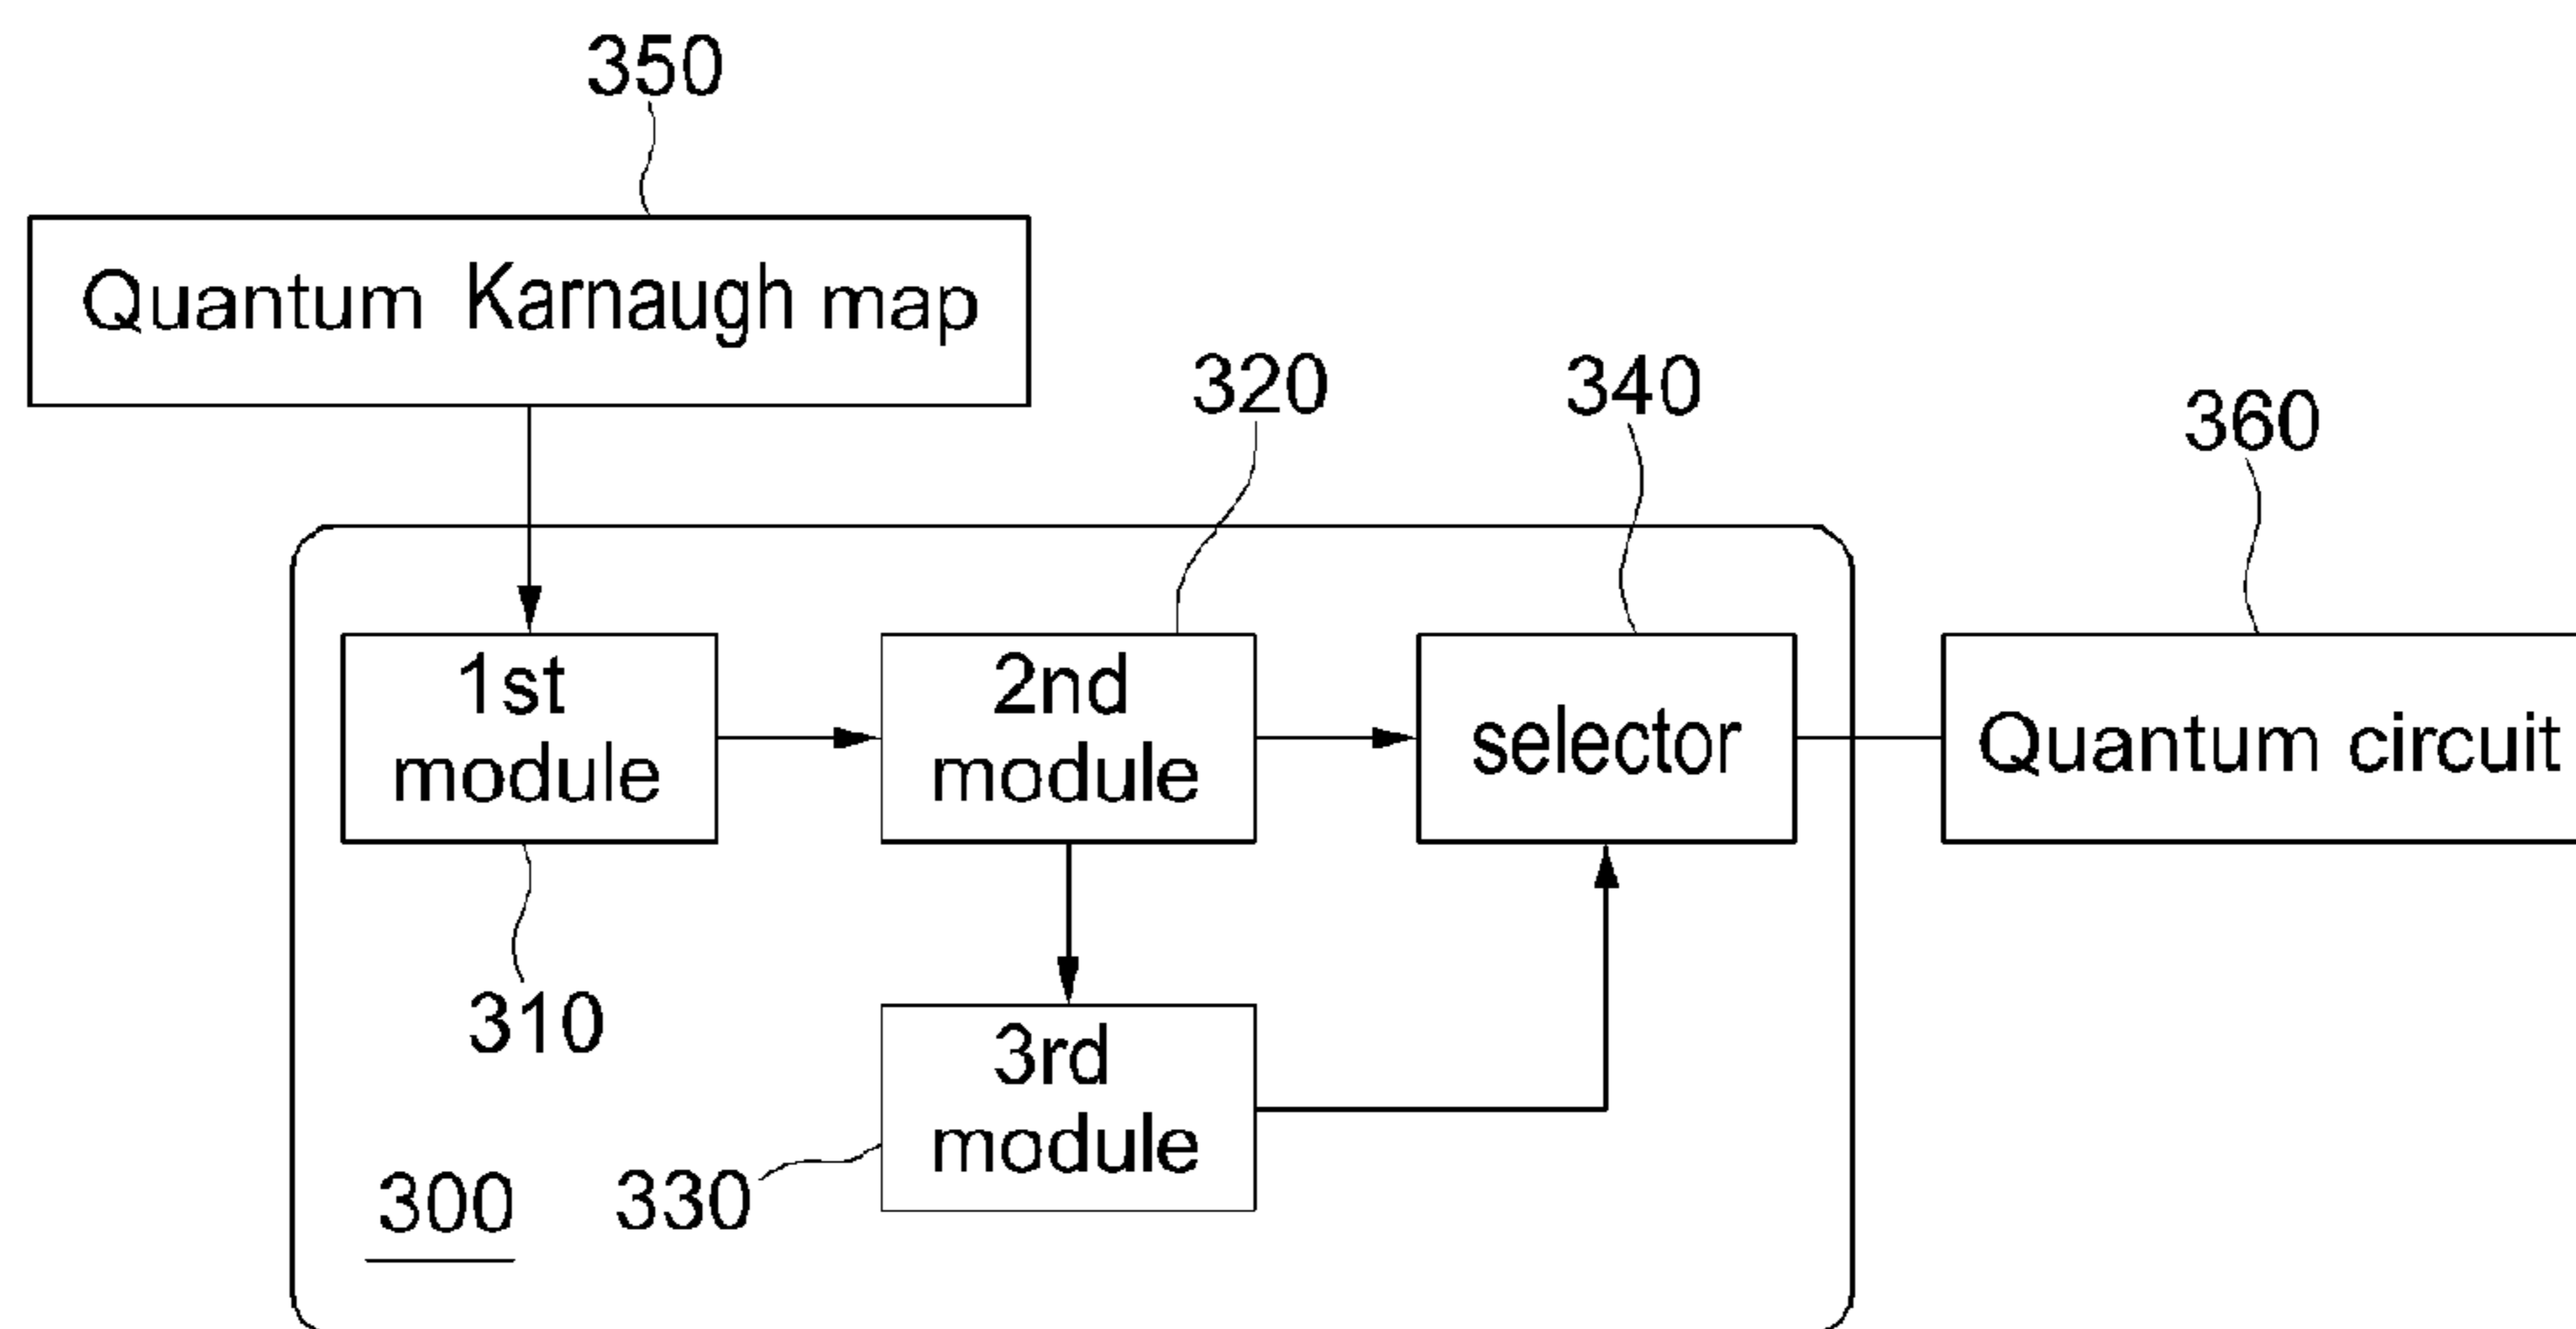 350
Quantum Karnaugh map
320
340
360
1st
module
2nd
module
selector
Quantum circuit
310
3rd
module
300
330